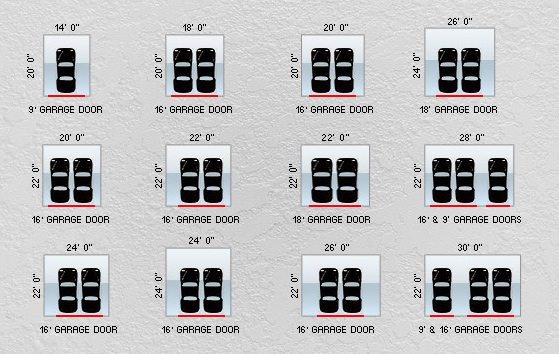 14' 0" 18' 0" 20' 0" 26' 0"
20' 0" 20' 0" 20' 0" 24' 0"
9' GARAGE DOOR 16' GARAGE DOOR 16' GARAGE DOOR 18' GARAGE DOOR
20' 0" 22' 0" 22' 0" 28' 0"
22' 0" 22' 0" 22' 0" 22' 0"
16' GARAGE DOOR 16' GARAGE DOOR 18' GARAGE DOOR 16' & 9' GARAGE DOORS
24' 0" 24' 0" 26' 0" 30' 0"
22' 0" 24' 0" 22' 0" 22' 0"
16' GARAGE DOOR 16' GARAGE DOOR 16' GARAGE DOOR 9' & 16' GARAGE DOORS